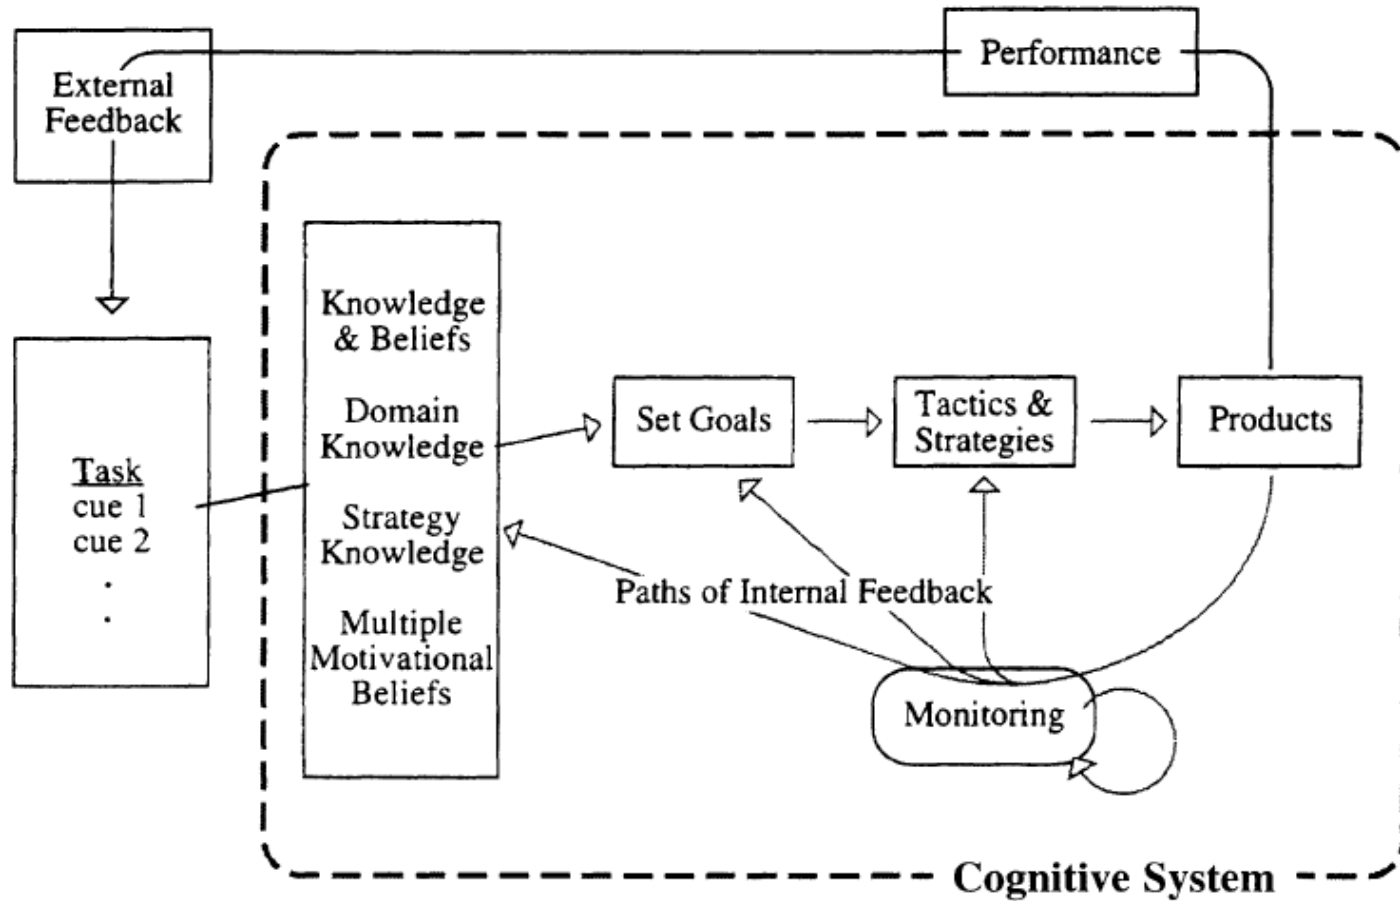 Performance
External
Feedback
Knowledge
& Beliefs
Domain
Knowledge
Strategy
Knowledge
Multiple
Motivational
Beliefs
Set Goals
Tactics &
Strategies
Products
Task
cue 1
cue 2
.
.
Paths of Internal Feedback
Monitoring
Cognitive System